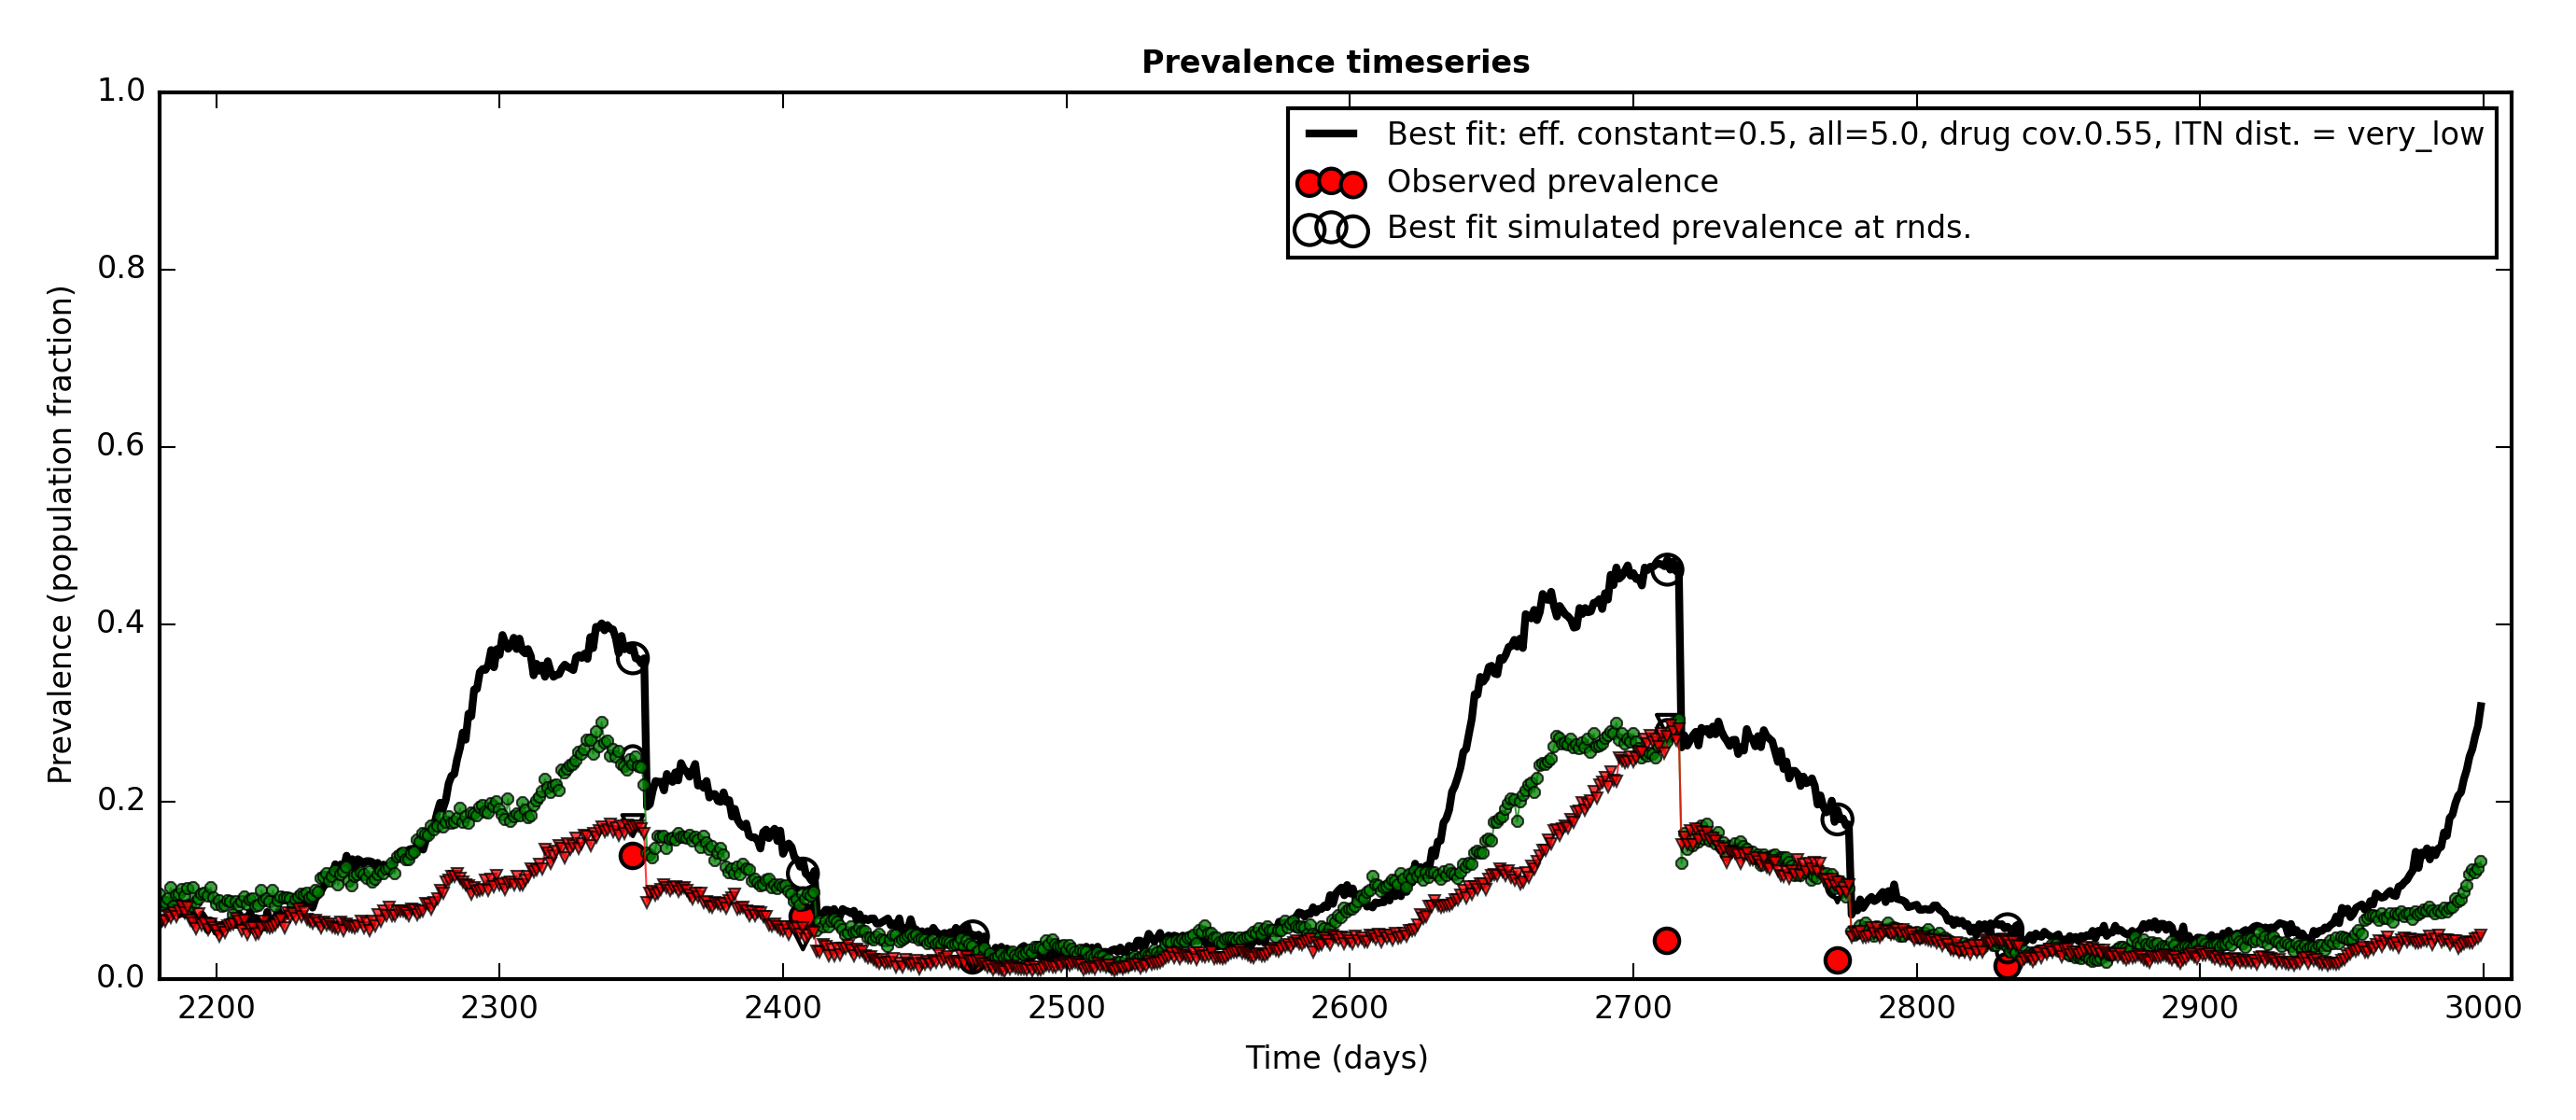 Prevalence timeseries
1.0
0.8
0.6
0.4
0.2
0.0
Prevalence (population fraction)
Best fit: eff. constant=0.5, all=5.0, drug cov.0.55, ITN dist. = very_low
Observed prevalence
Best fit simulated prevalence at rnds.
2200 2300 2400 2500 2600 2700 2800 2900 3000
Time (days)